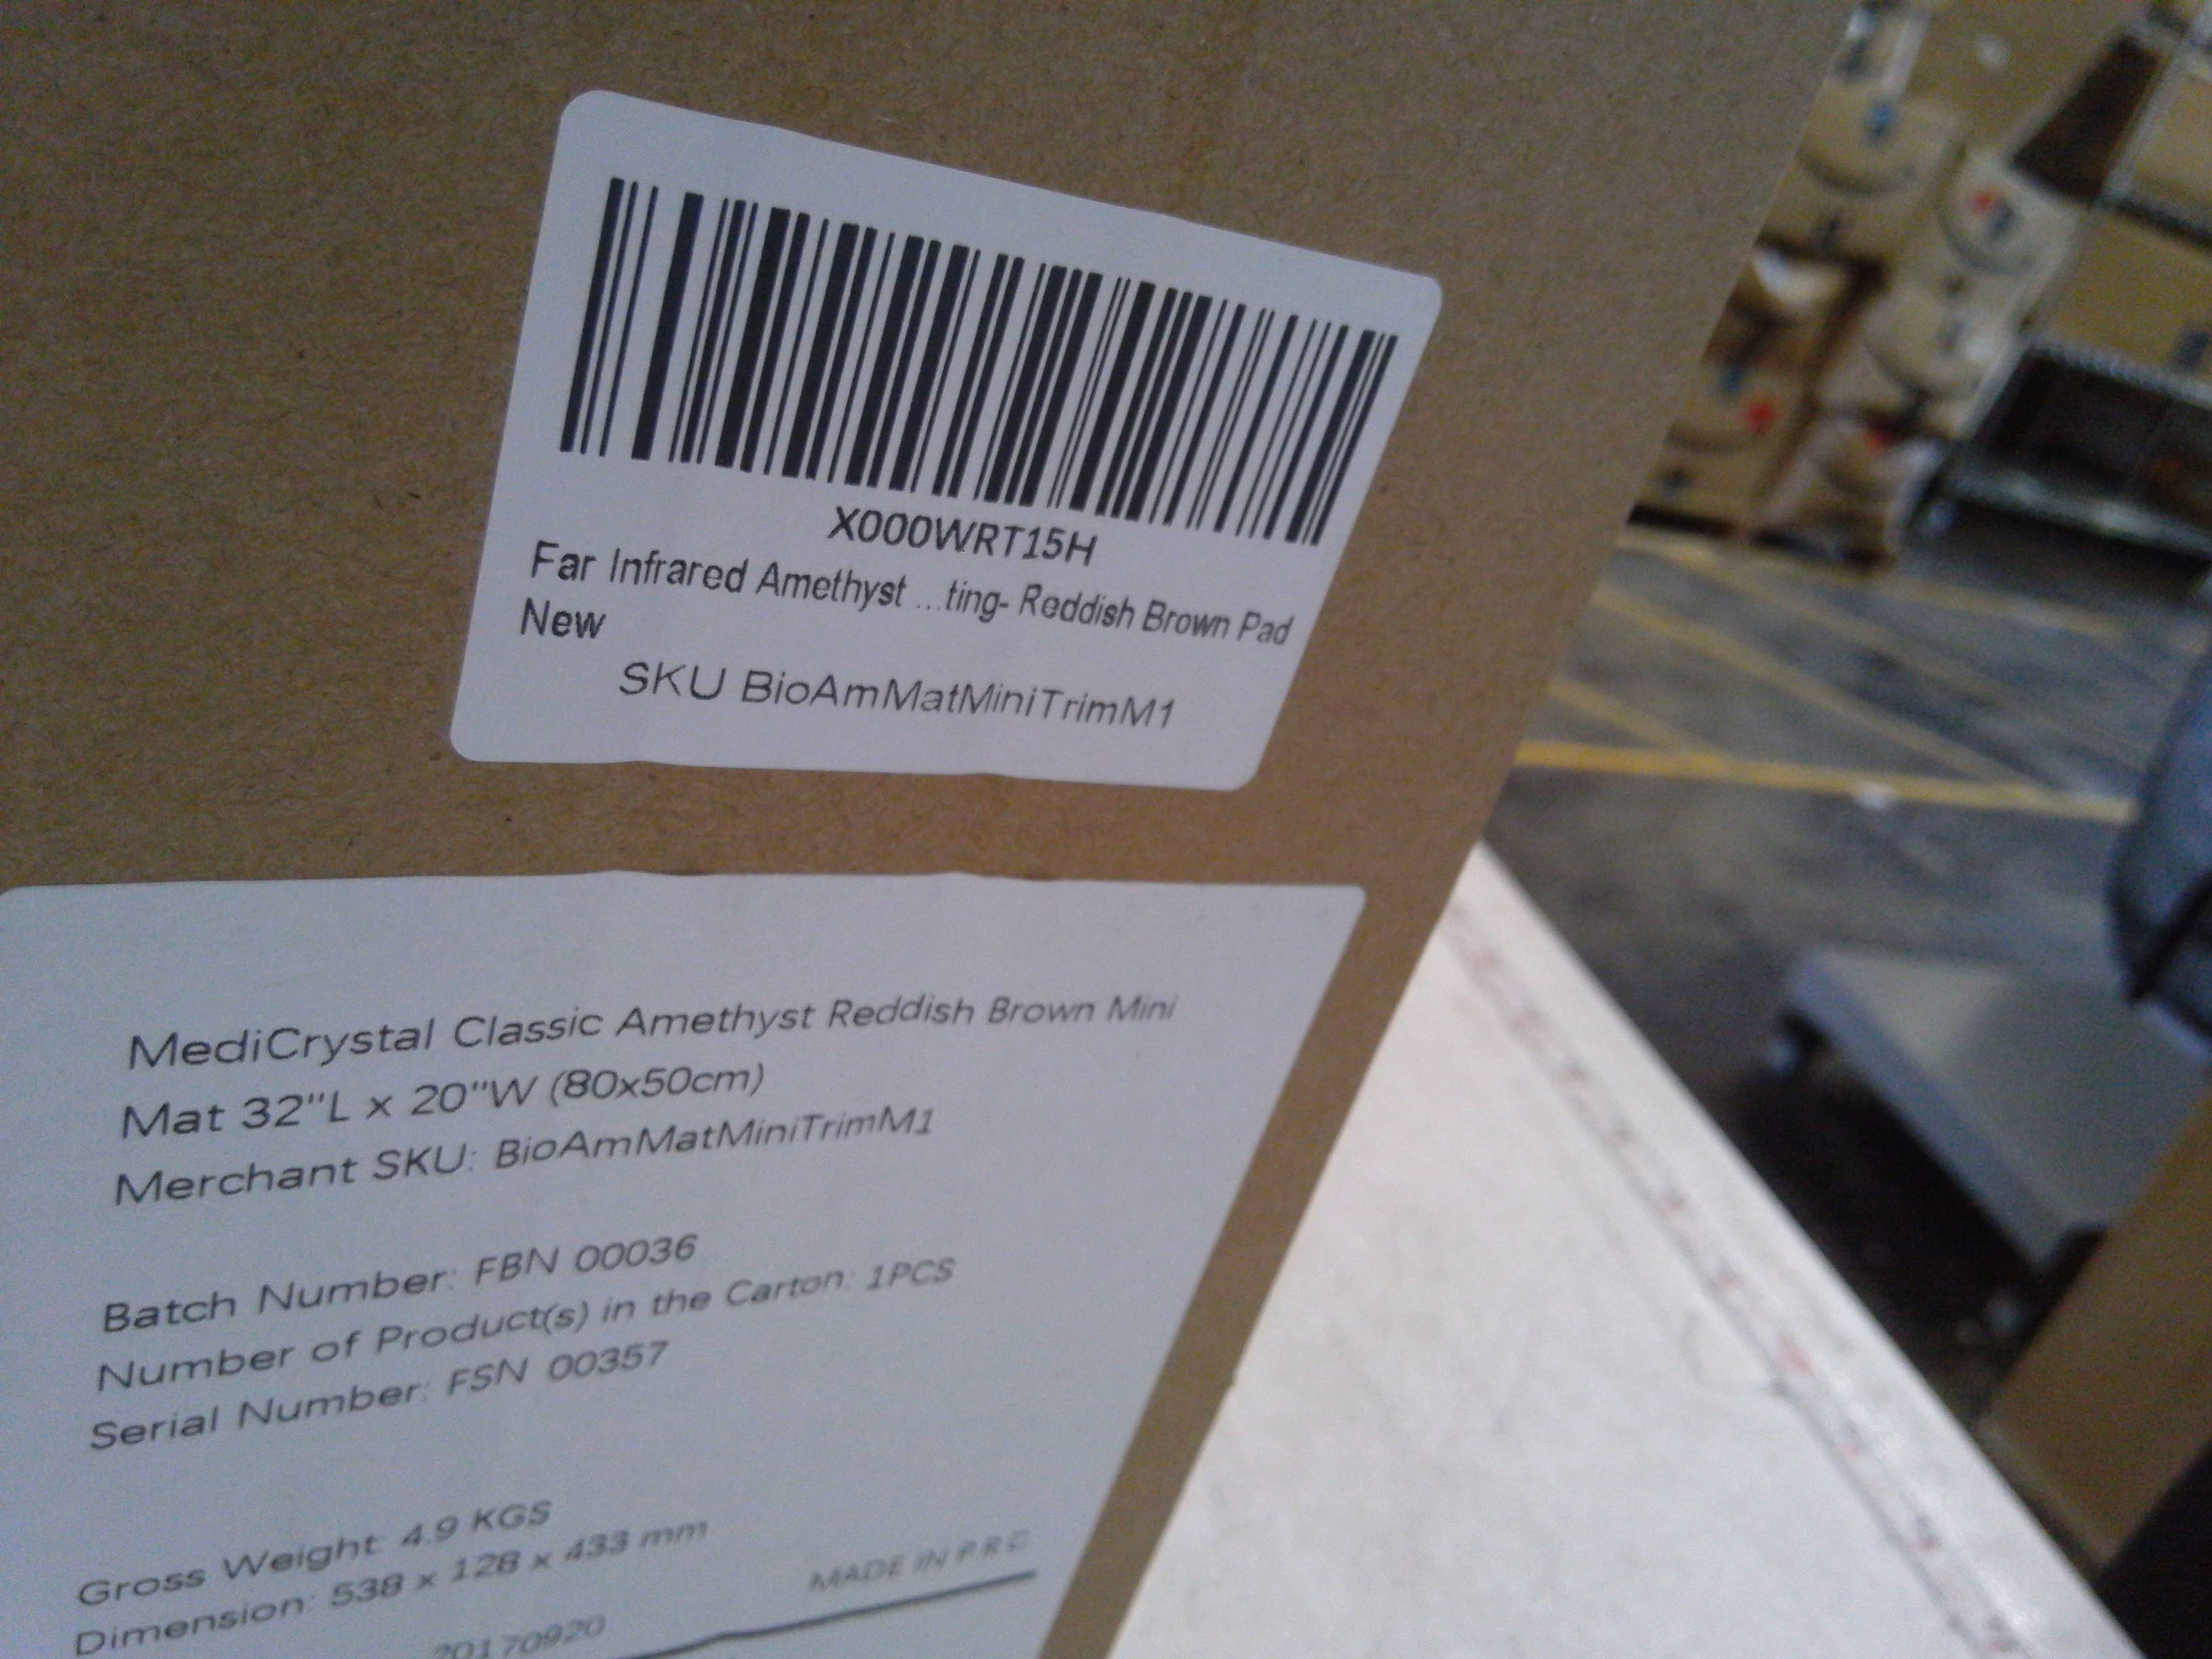 X000WRT15H
Far Infrared Amethyst ...ting- Reddish Brown Pad
New
SKU BioAmMatMiniTrimM1
MediCrystal Classic Amethyst Reddish Brown Mini
Mat 32"L x 20"W (80x50cm)
Merchant SKU: BioAmMatMiniTrimM1
Batch Number: FBN 00036
Number of Product(s) in the Carton: 1PCS
Serial Number: FSN 00357
Gross Weight: 4.9 KGS
Dimension: 538 x 128 x 433 mm
MADE IN P.R.C
20170920